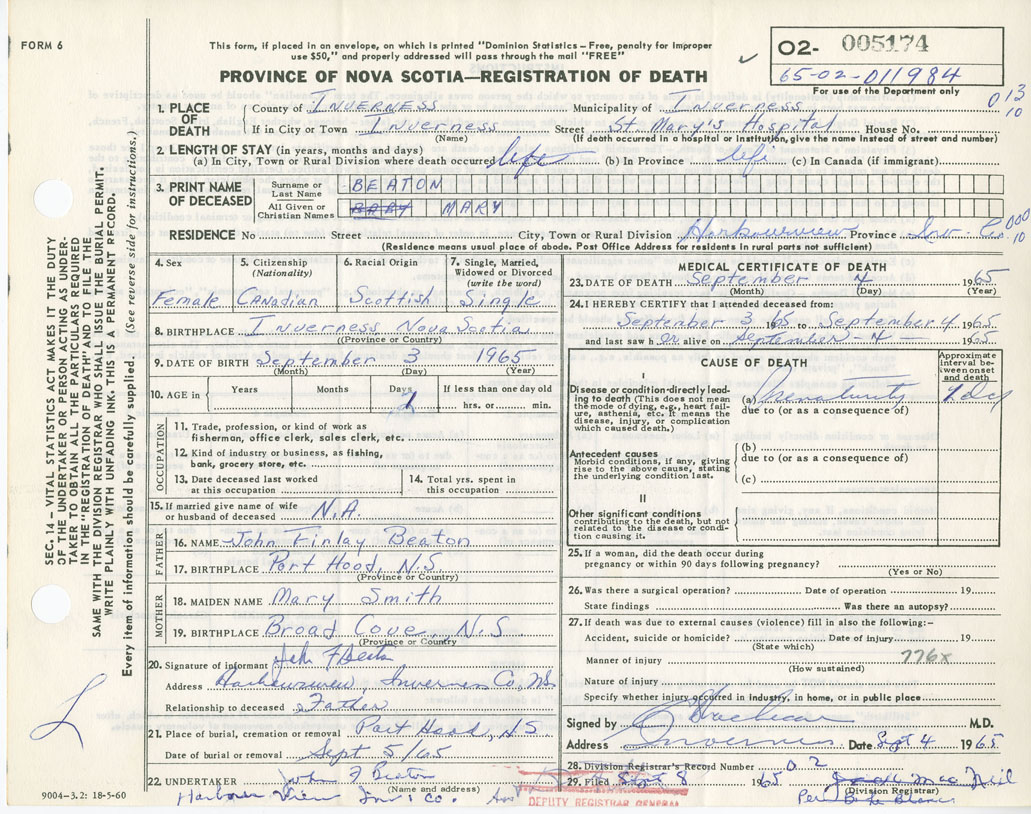 FORM 6
This form, if placed in an envelope, on which is printed "Dominion Statistics – Free, penalty for improper
use $50," and properly addressed will pass through the mail "FREE"
PROVINCE OF NOVA SCOTIA—REGISTRATION OF DEATH
O2- 005174
65-02-011984
For use of the Department only
013
10
1. PLACE OF DEATH
County of Inverness Municipality of Inverness
If in City or Town Inverness Street St. Mary's Hospital House No.
(Name) (If death occurred in a hospital or institution, give the name instead of street and number)
2. LENGTH OF STAY (in years, months and days)
(a) In City, Town or Rural Division where death occurred life (b) In Province life (c) In Canada (if immigrant)
3. PRINT NAME OF DECEASED
Surname or Last Name BEATON
All Given or Christian Names BABY MARY
RESIDENCE No Street City, Town or Rural Division Harbourview Province Inv. Co.
000
10
(Residence means usual place of abode. Post Office Address for residents in rural parts not sufficient)
4. Sex
Female
5. Citizenship
(Nationality)
Canadian
6. Racial Origin
Scottish
7. Single, Married, Widowed or Divorced
(write the word)
Single
8. BIRTHPLACE Inverness Nova Scotia
(Province or Country)
9. DATE OF BIRTH September 3 1965
(Month) (Day) (Year)
10. AGE in Years Months Days If less than one day old
hrs. or min.
OCCUPATION
11. Trade, profession, or kind of work as
fisherman, office clerk, sales clerk, etc.
12. Kind of industry or business, as fishing,
bank, grocery store, etc.
13. Date deceased last worked
at this occupation
14. Total yrs. spent in
this occupation
15. If married give name of wife
or husband of deceased N.A.
FATHER
16. NAME John Finlay Beaton
17. BIRTHPLACE Port Hood, N.S.
(Province or Country)
MOTHER
18. MAIDEN NAME Mary Smith
19. BIRTHPLACE Broad Cove, N.S.
(Province or Country)
20. Signature of informant John F Beaton
Address Harbourview, Inverness Co, N.S
Relationship to deceased Father
21. Place of burial, cremation or removal Port Hood, N.S
Date of burial or removal Sept 5/65
22. UNDERTAKER John F Beaton
(Name and address)
Harbour View Inv. Co.
MEDICAL CERTIFICATE OF DEATH
23. DATE OF DEATH September 4 1965
(Month) (Day) (Year)
24. I HEREBY CERTIFY that I attended deceased from:
September 3 1965 to September 4 1965
and last saw h er alive on September - 4 - 1965
CAUSE OF DEATH
Approximate interval between onset and death
I
Disease or condition directly leading to death (This does not mean
the mode of dying, e.g., heart failure, asthenia, etc. It means the
disease, injury, or complication
which caused death.)
(a) Prematurity
due to (or as a consequence of)
Antecedent causes
Morbid conditions, if any, giving
rise to the above cause, stating
the underlying condition last.
(b)
due to (or as a consequence of)
(c)
II
Other significant conditions
contributing to the death, but not
related to the disease or condition causing it.
25. If a woman, did the death occur during
pregnancy or within 90 days following pregnancy?
(Yes or No)
26. Was there a surgical operation? Date of operation 19
State findings Was there an autopsy?
27. If death was due to external causes (violence) fill in also the following:-
Accident, suicide or homicide? Date of injury 19
(State which)
Manner of injury 776x
(How sustained)
Nature of injury
Specify whether injury occurred in industry, in home, or in public place
Signed by M.D.
Address Inverness Date Sept 4 1965
28. Division Registrar's Record Number 02
29. Filed Sept 8 1965
(Division Registrar)
DEPUTY REGISTRAR GENERAL
SEC. 14 – VITAL STATISTICS ACT MAKES IT THE DUTY
OF THE UNDERTAKER OR PERSON ACTING AS UNDER-
TAKER TO OBTAIN ALL THE PARTICULARS REQUIRED
IN THE "REGISTRATION OF DEATH" AND TO FILE THE
SAME WITH THE DIVISION REGISTRAR WHO SHALL ISSUE THE BURIAL PERMIT.
WRITE PLAINLY WITH UNFADING INK. THIS IS A PERMANENT RECORD.
Every item of information should be carefully supplied. (See reverse side for instructions.)
9004-3.2: 18-5-60